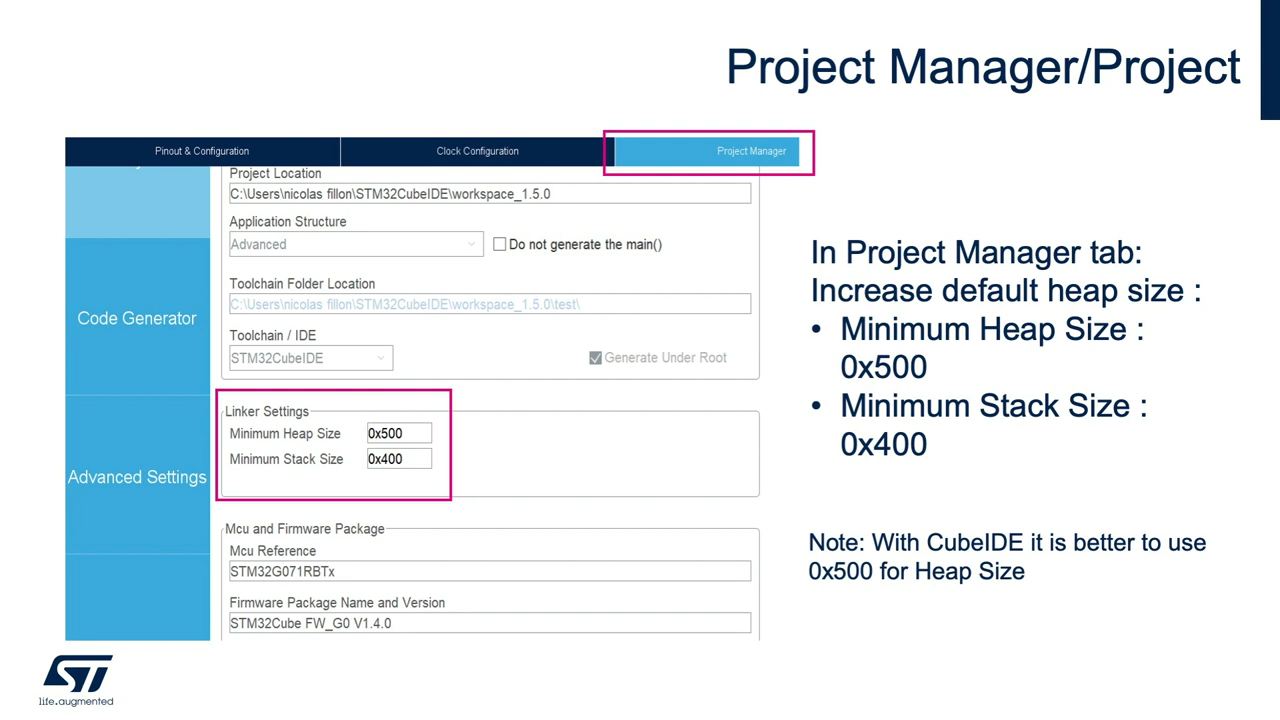 Project Manager/Project
Pinout & Configuration
Clock Configuration
Project Manager
Project Location
C:\Users\nicolas fillon\STM32CubeIDE\workspace_1.5.0
Application Structure
Advanced
Do not generate the main()
Toolchain Folder Location
C:\Users\nicolas fillon\STM32CubeIDE\workspace_1.5.0\test\
Toolchain / IDE
STM32CubeIDE
Generate Under Root
Code Generator
Advanced Settings
Linker Settings
Minimum Heap Size 0x500
Minimum Stack Size 0x400
Mcu and Firmware Package
Mcu Reference
STM32G071RBTx
Firmware Package Name and Version
STM32Cube FW_G0 V1.4.0
In Project Manager tab:
Increase default heap size :
• Minimum Heap Size :
0x500
• Minimum Stack Size :
0x400
Note: With CubeIDE it is better to use
0x500 for Heap Size
ST
life.augmented